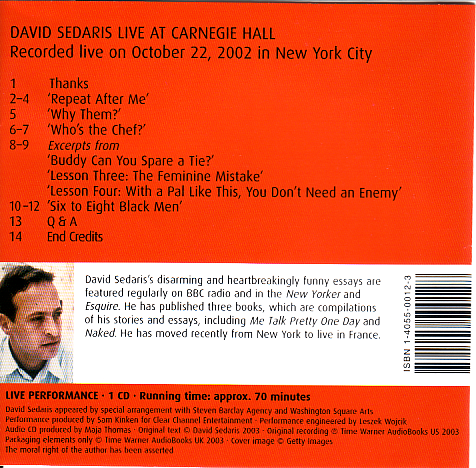 DAVID SEDARIS LIVE AT CARNEGIE HALL
Recorded live on October 22, 2002 in New York City
1 Thanks
2–4 ‘Repeat After Me’
5 ‘Why Them?’
6–7 ‘Who's the Chef?’
8–9 Excerpts from
‘Buddy Can You Spare a Tie?’
‘Lesson Three: The Feminine Mistake’
‘Lesson Four: With a Pal Like This, You Don't Need an Enemy’
10–12 ‘Six to Eight Black Men’
13 Q & A
14 End Credits
David Sedaris's disarming and heartbreakingly funny essays are
featured regularly on BBC radio and in the New Yorker and
Esquire. He has published three books, which are compilations
of his stories and essays, including Me Talk Pretty One Day and
Naked. He has moved recently from New York to live in France.
ISBN 1-4055-0012-3
LIVE PERFORMANCE · 1 CD · Running time: approx. 70 minutes
David Sedaris appeared by special arrangement with Steven Barclay Agency and Washington Square Arts
Performance produced by Sam Kinken for Clear Channel Entertainment · Performance engineered by Leszek Wojcik
Audio CD produced by Maja Thomas · Original text © David Sedaris 2003 · Original recording ℗ Time Warner AudioBooks US 2003
Packaging elements only © Time Warner AudioBooks UK 2003 · Cover image © Getty Images
The moral right of the author has been asserted